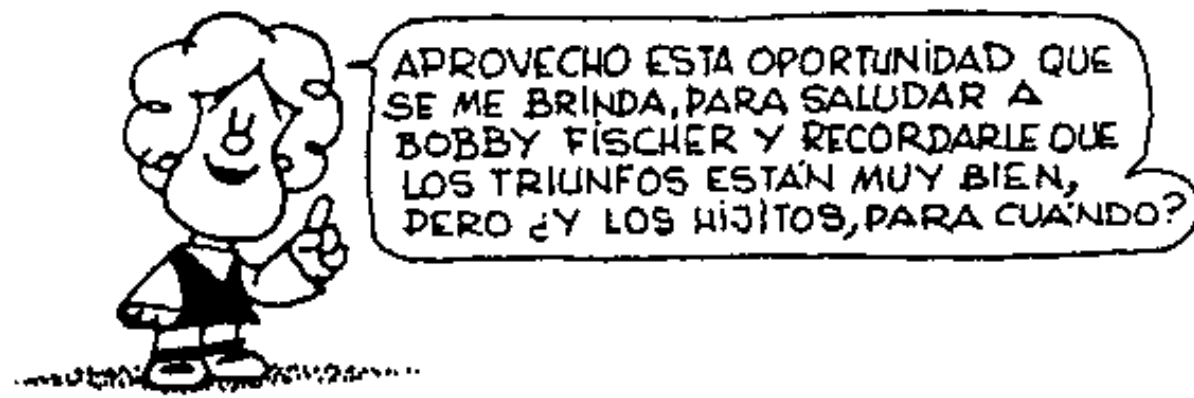 APROVECHO ESTA OPORTUNIDAD QUE
SE ME BRINDA, PARA SALUDAR A
BOBBY FISCHER Y RECORDARLE QUE
LOS TRIUNFOS ESTÁN MUY BIEN,
PERO ¿Y LOS HIJITOS, PARA CUÁNDO?